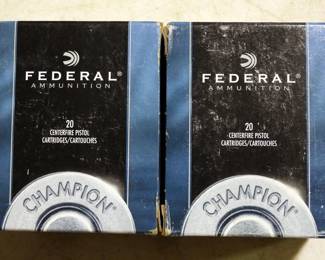 FEDERAL®
AMMUNITION
20
CENTERFIRE PISTOL
CARTRIDGES/CARTOUCHES
CHAMPION®
FEDERAL®
AMMUNITION
20
CENTERFIRE PISTOL
CARTRIDGES/CARTOUCHES
CHAMPION®